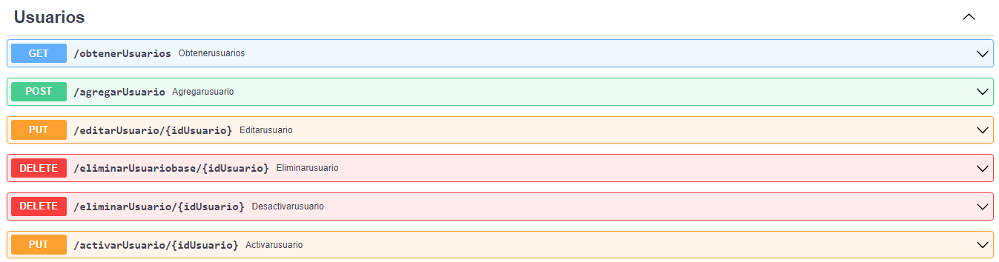 Usuarios
GET /obtenerUsuarios Obtenerusuarios
POST /agregarUsuario Agregarusuario
PUT /editarUsuario/{idUsuario} Editarusuario
DELETE /eliminarUsuariobase/{idUsuario} Eliminarusuario
DELETE /eliminarUsuario/{idUsuario} Desactivarusuario
PUT /activarUsuario/{idUsuario} Activarusuario